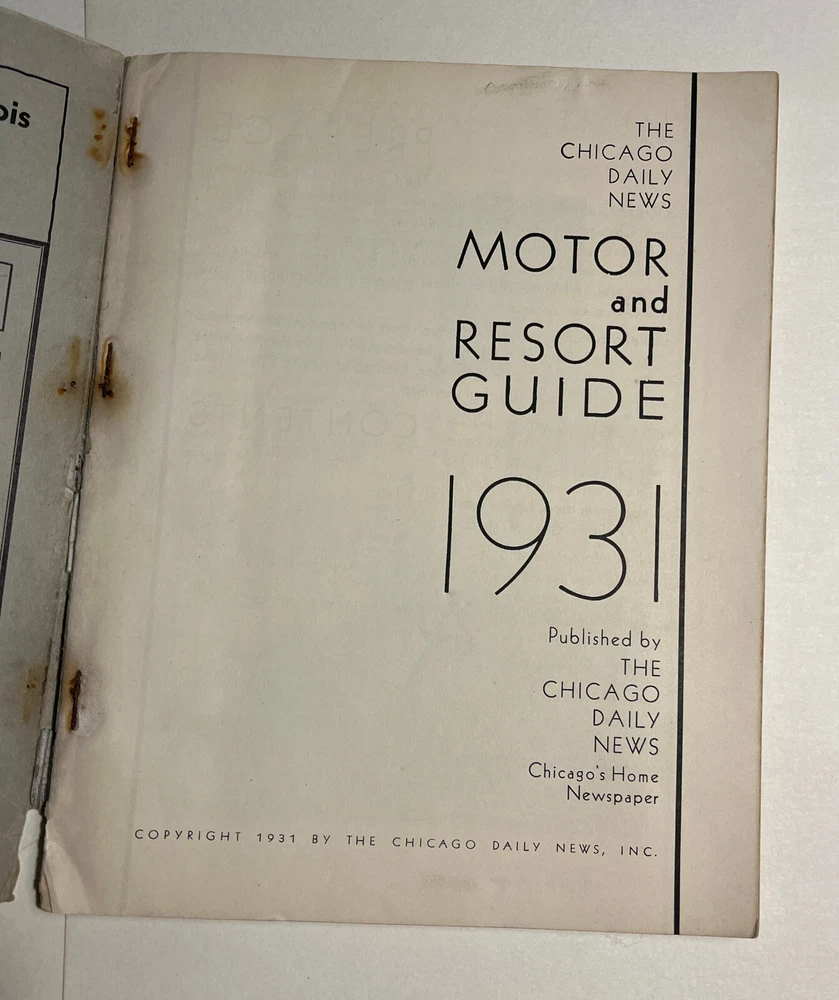 ois
THE
CHICAGO
DAILY
NEWS
MOTOR
and
RESORT
GUIDE
1931
Published by
THE
CHICAGO
DAILY
NEWS
Chicago's Home
Newspaper
COPYRIGHT 1931 BY THE CHICAGO DAILY NEWS, INC.